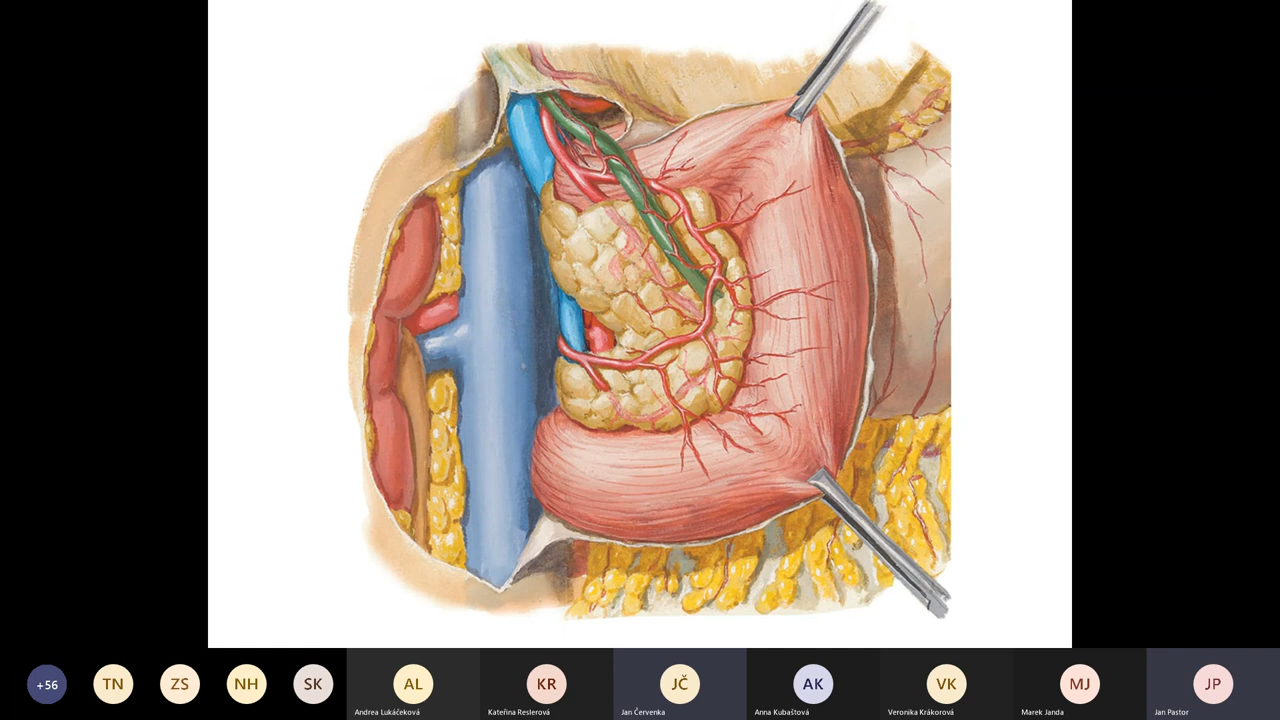 +56
TN
ZS
NH
SK
AL
Andrea Lukáčeková
KR
Kateřina Reslerová
JČ
Jan Červenka
AK
Anna Kubaštová
VK
Veronika Krákorová
MJ
Marek Janda
JP
Jan Pastor